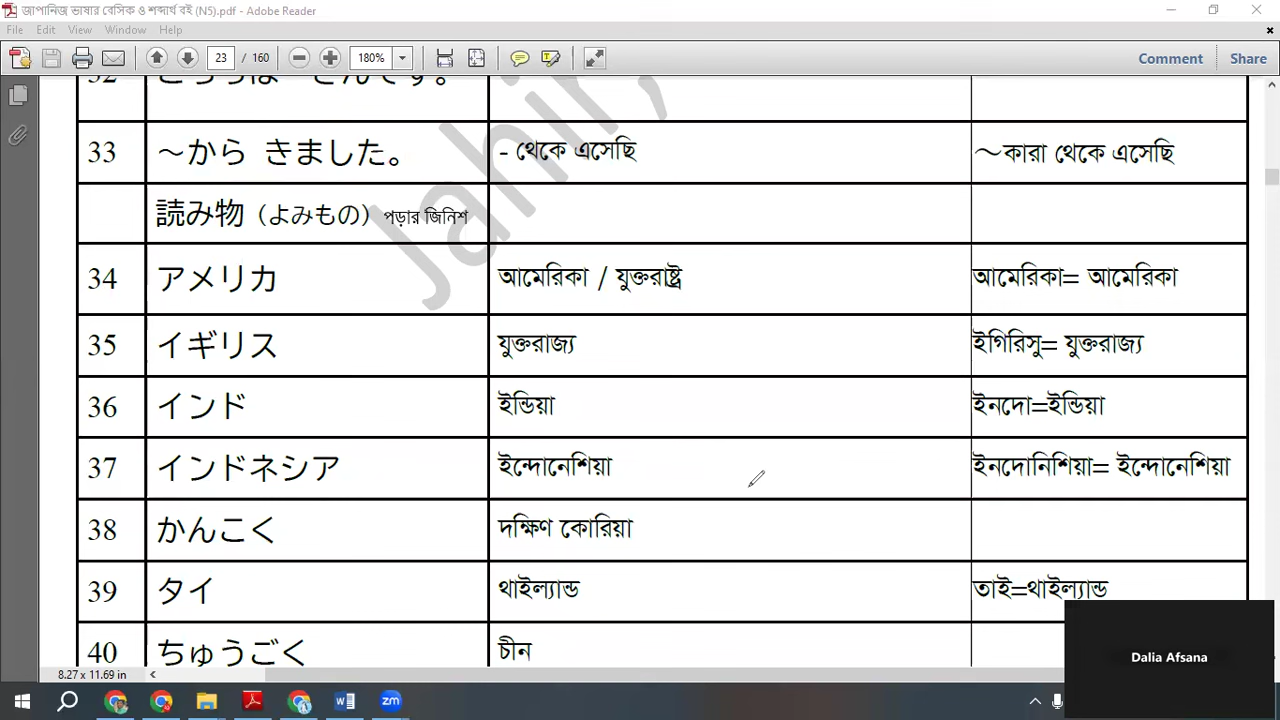 জাপানিজ ভাষার বেসিক ও শব্দার্থ বই (N5).pdf - Adobe Reader
File Edit View Window Help
23 / 160 180% Comment Share
33 ～から きました。 - থেকে এসেছি ～কারা থেকে এসেছি
読み物（よみもの）পড়ার জিনিশ
34 アメリカ আমেরিকা / যুক্তরাষ্ট্র আমেরিকা= আমেরিকা
35 イギリス যুক্তরাজ্য ইগিরিসু= যুক্তরাজ্য
36 インド ইন্ডিয়া ইনদো=ইন্ডিয়া
37 インドネシア ইন্দোনেশিয়া ইনদোনিশিয়া= ইন্দোনেশিয়া
38 かんこく দক্ষিণ কোরিয়া
39 タイ থাইল্যান্ড তাই=থাইল্যান্ড
40 ちゅうごく চীন
Jahir,
Dalia Afsana
8.27 x 11.69 in